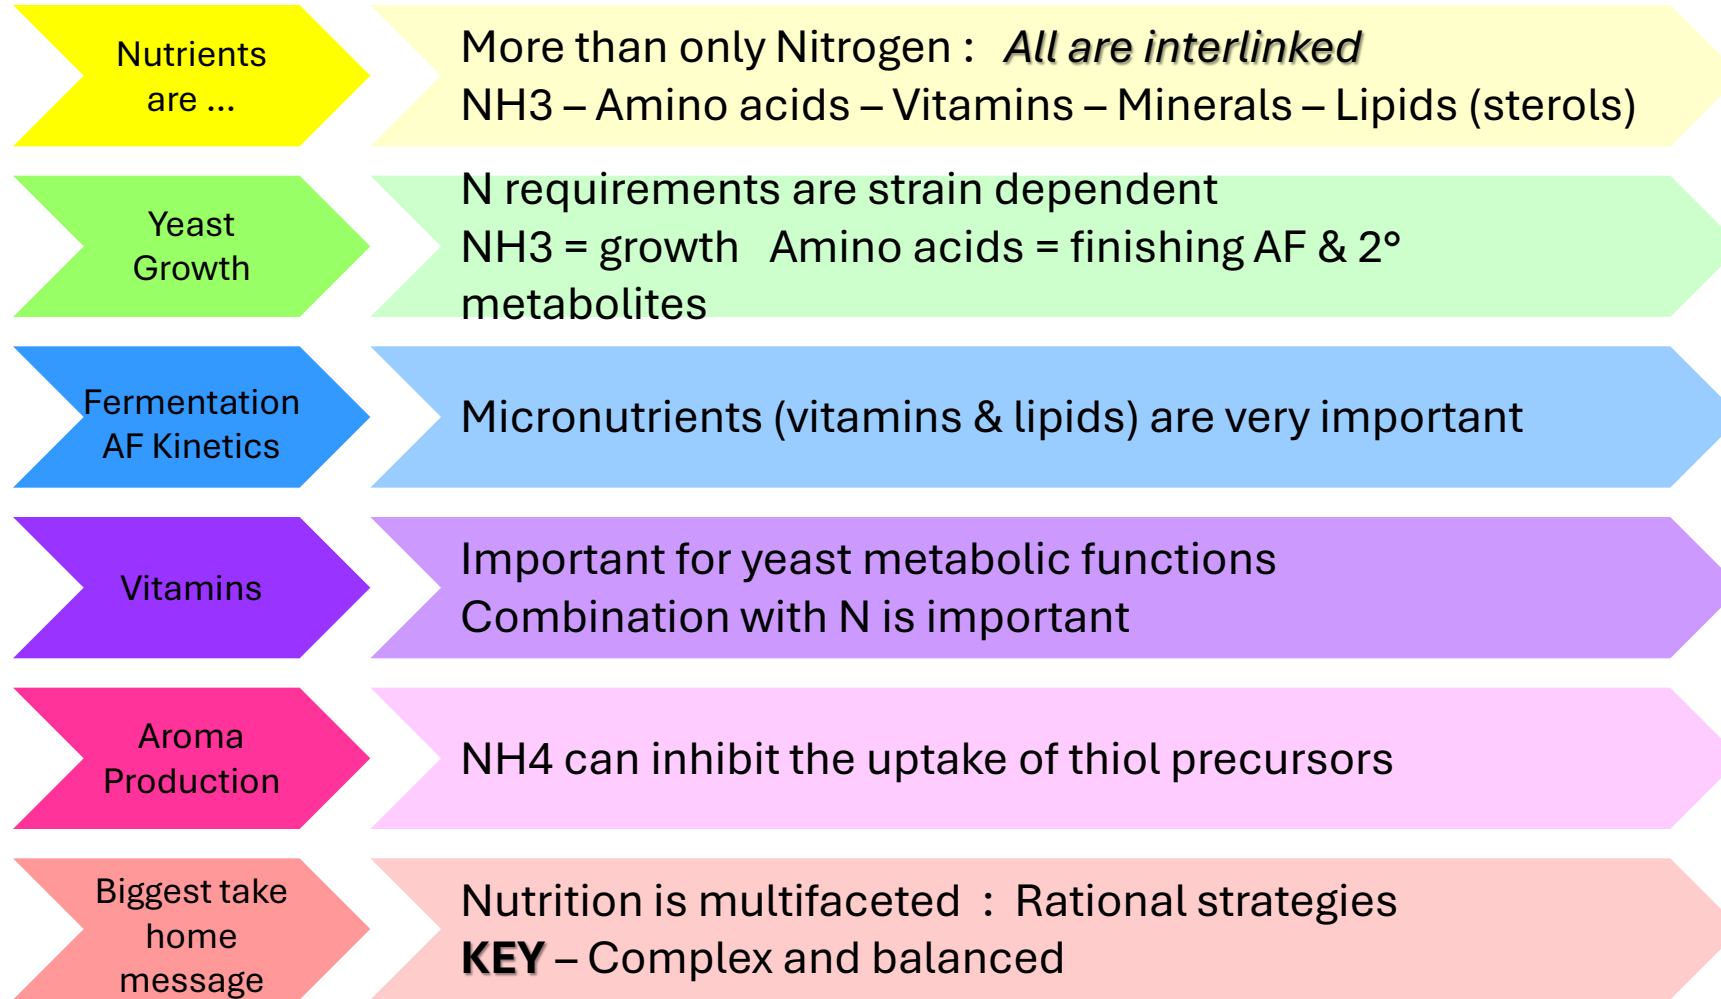 Nutrients
are ...
More than only Nitrogen : All are interlinked
NH3 – Amino acids – Vitamins – Minerals – Lipids (sterols)
Yeast
Growth
N requirements are strain dependent
NH3 = growth Amino acids = finishing AF & 2°
metabolites
Fermentation
AF Kinetics
Micronutrients (vitamins & lipids) are very important
Vitamins
Important for yeast metabolic functions
Combination with N is important
Aroma
Production
NH4 can inhibit the uptake of thiol precursors
Biggest take
home
message
Nutrition is multifaceted : Rational strategies
KEY – Complex and balanced